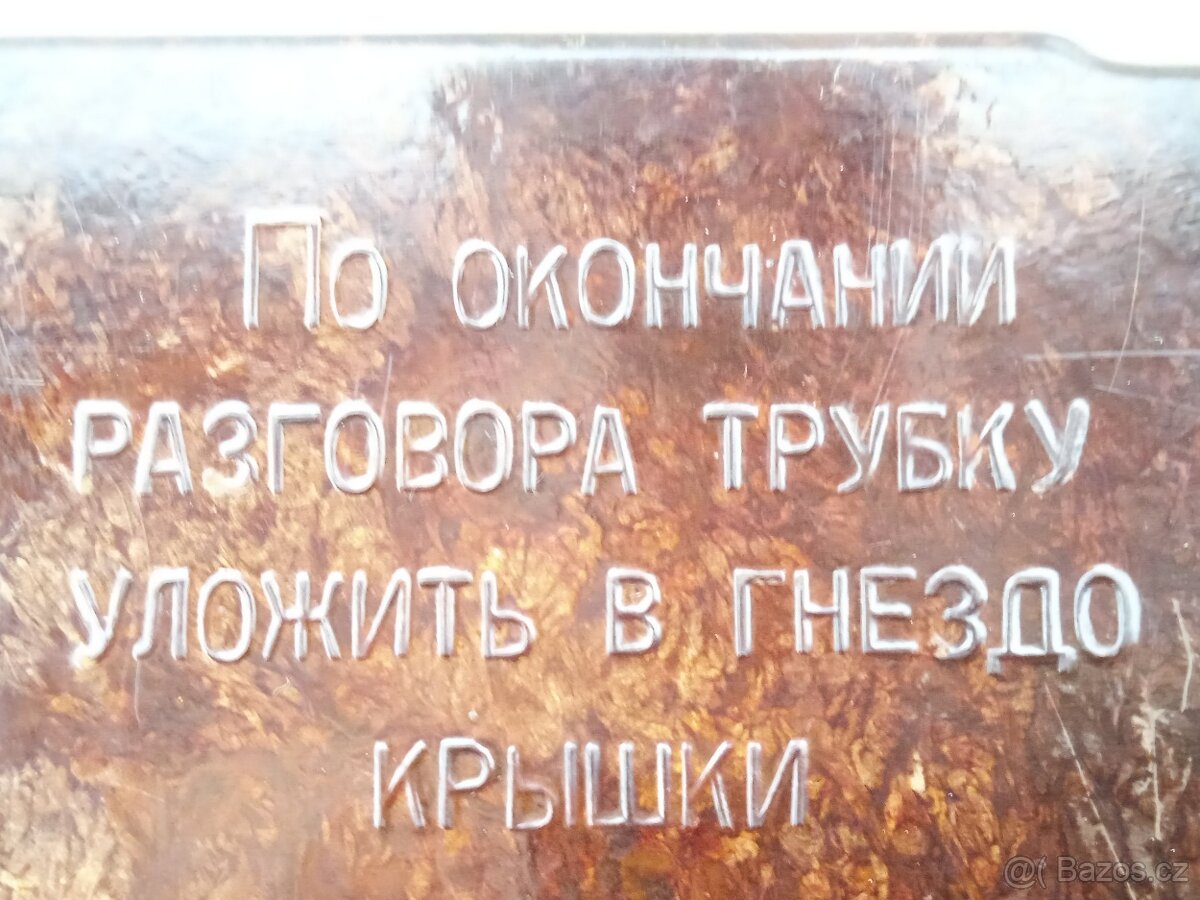 По окончании
разговора трубку
уложить в гнездо
крышки
@( Bazos.cz